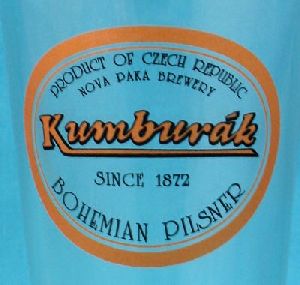 PRODUCT OF CZECH REPUBLIC
NOVA PAKA BREWERY
Kumburák
SINCE 1872
BOHEMIAN PILSNER